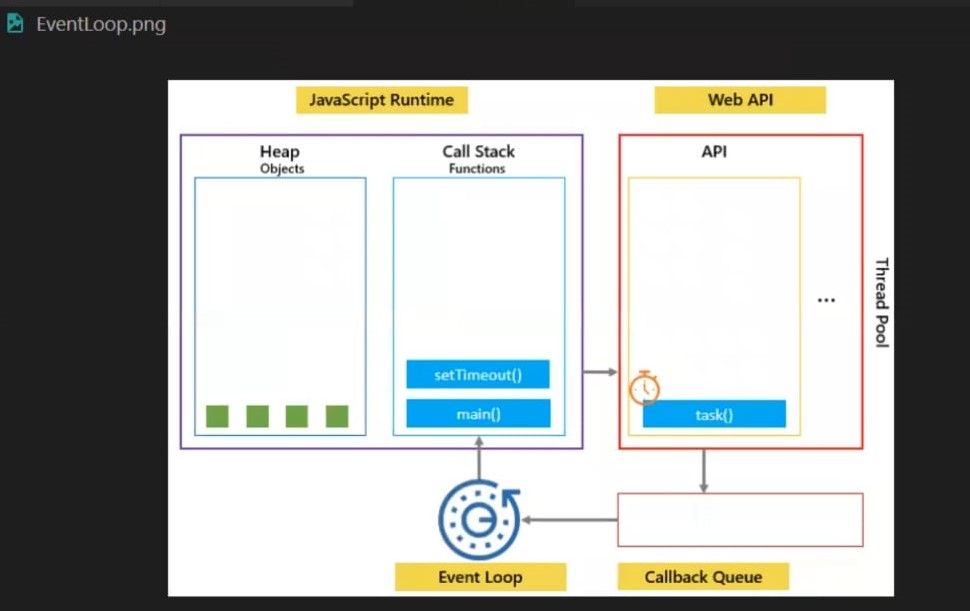 EventLoop.png
JavaScript Runtime
Web API
Heap
Objects
Call Stack
Functions
API
...
Thread Pool
setTimeout()
main()
task()
Event Loop
Callback Queue